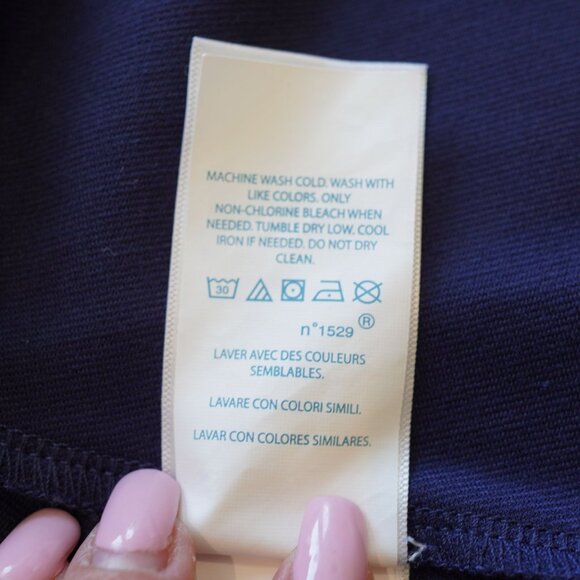 MACHINE WASH COLD. WASH WITH
LIKE COLORS. ONLY
NON-CHLORINE BLEACH WHEN
NEEDED. TUMBLE DRY LOW. COOL
IRON IF NEEDED. DO NOT DRY
CLEAN.
30
n°1529 ®
LAVER AVEC DES COULEURS
SEMBLABLES.
LAVARE CON COLORI SIMILI.
LAVAR CON COLORES SIMILARES.